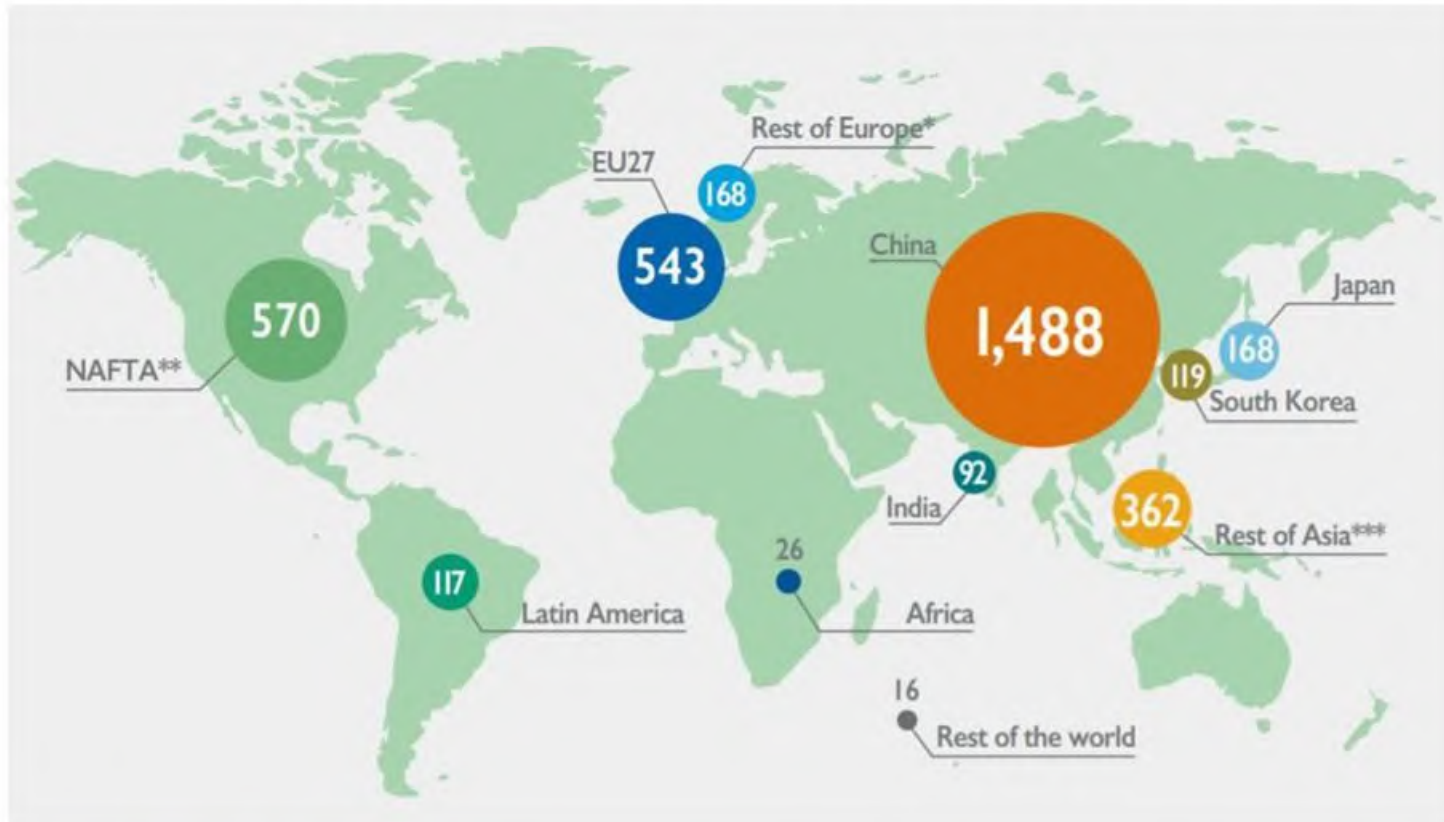 Rest of Europe*
168
EU27
543
China
1,488
Japan
168
119
South Korea
570
NAFTA**
92
India
362
Rest of Asia***
26
Africa
117
Latin America
16
Rest of the world